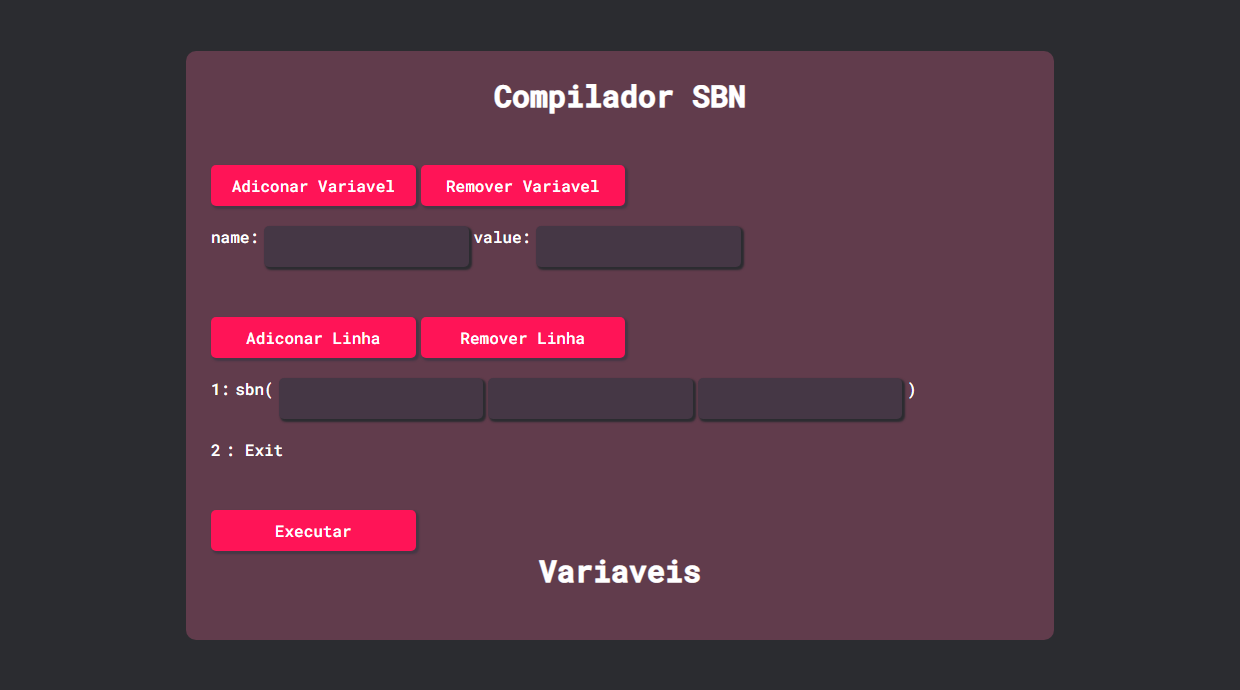 Compilador SBN
Adiconar Variavel Remover Variavel
name: value:
Adiconar Linha Remover Linha
1: sbn( )
2 : Exit
Executar
Variaveis